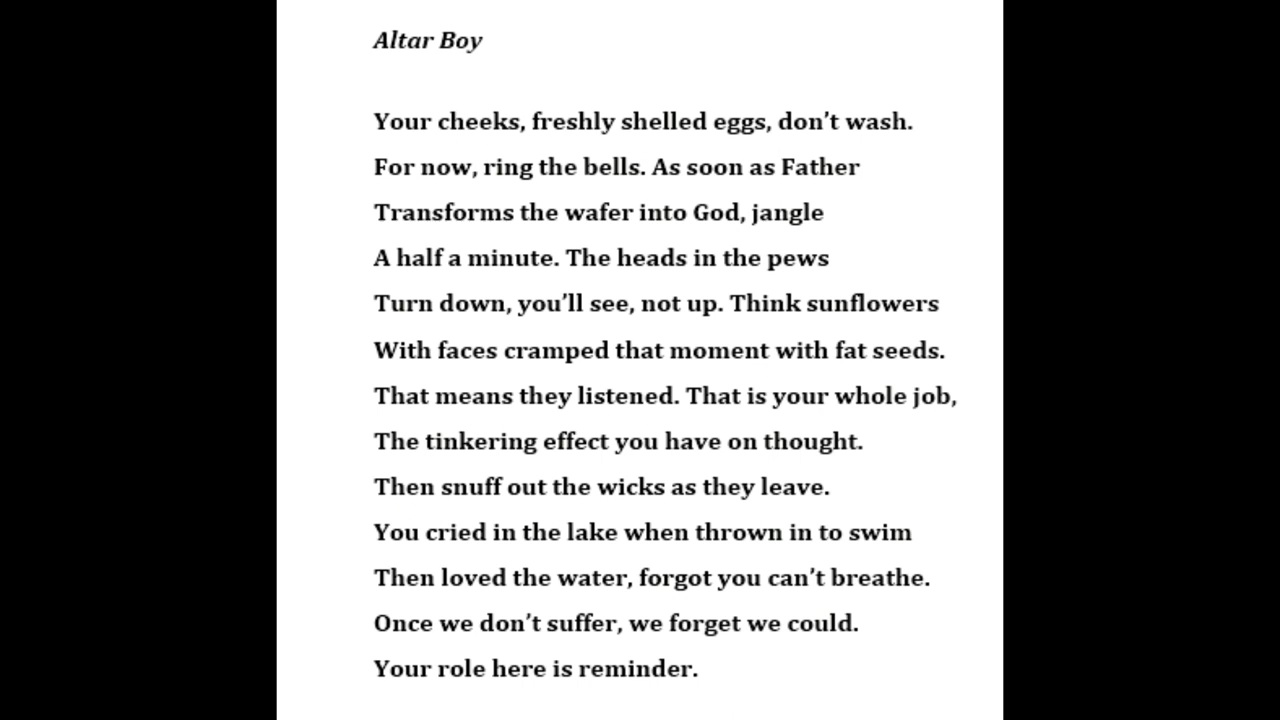 Altar Boy
Your cheeks, freshly shelled eggs, don’t wash.
For now, ring the bells. As soon as Father
Transforms the wafer into God, jangle
A half a minute. The heads in the pews
Turn down, you’ll see, not up. Think sunflowers
With faces cramped that moment with fat seeds.
That means they listened. That is your whole job,
The tinkering effect you have on thought.
Then snuff out the wicks as they leave.
You cried in the lake when thrown in to swim
Then loved the water, forgot you can’t breathe.
Once we don’t suffer, we forget we could.
Your role here is reminder.